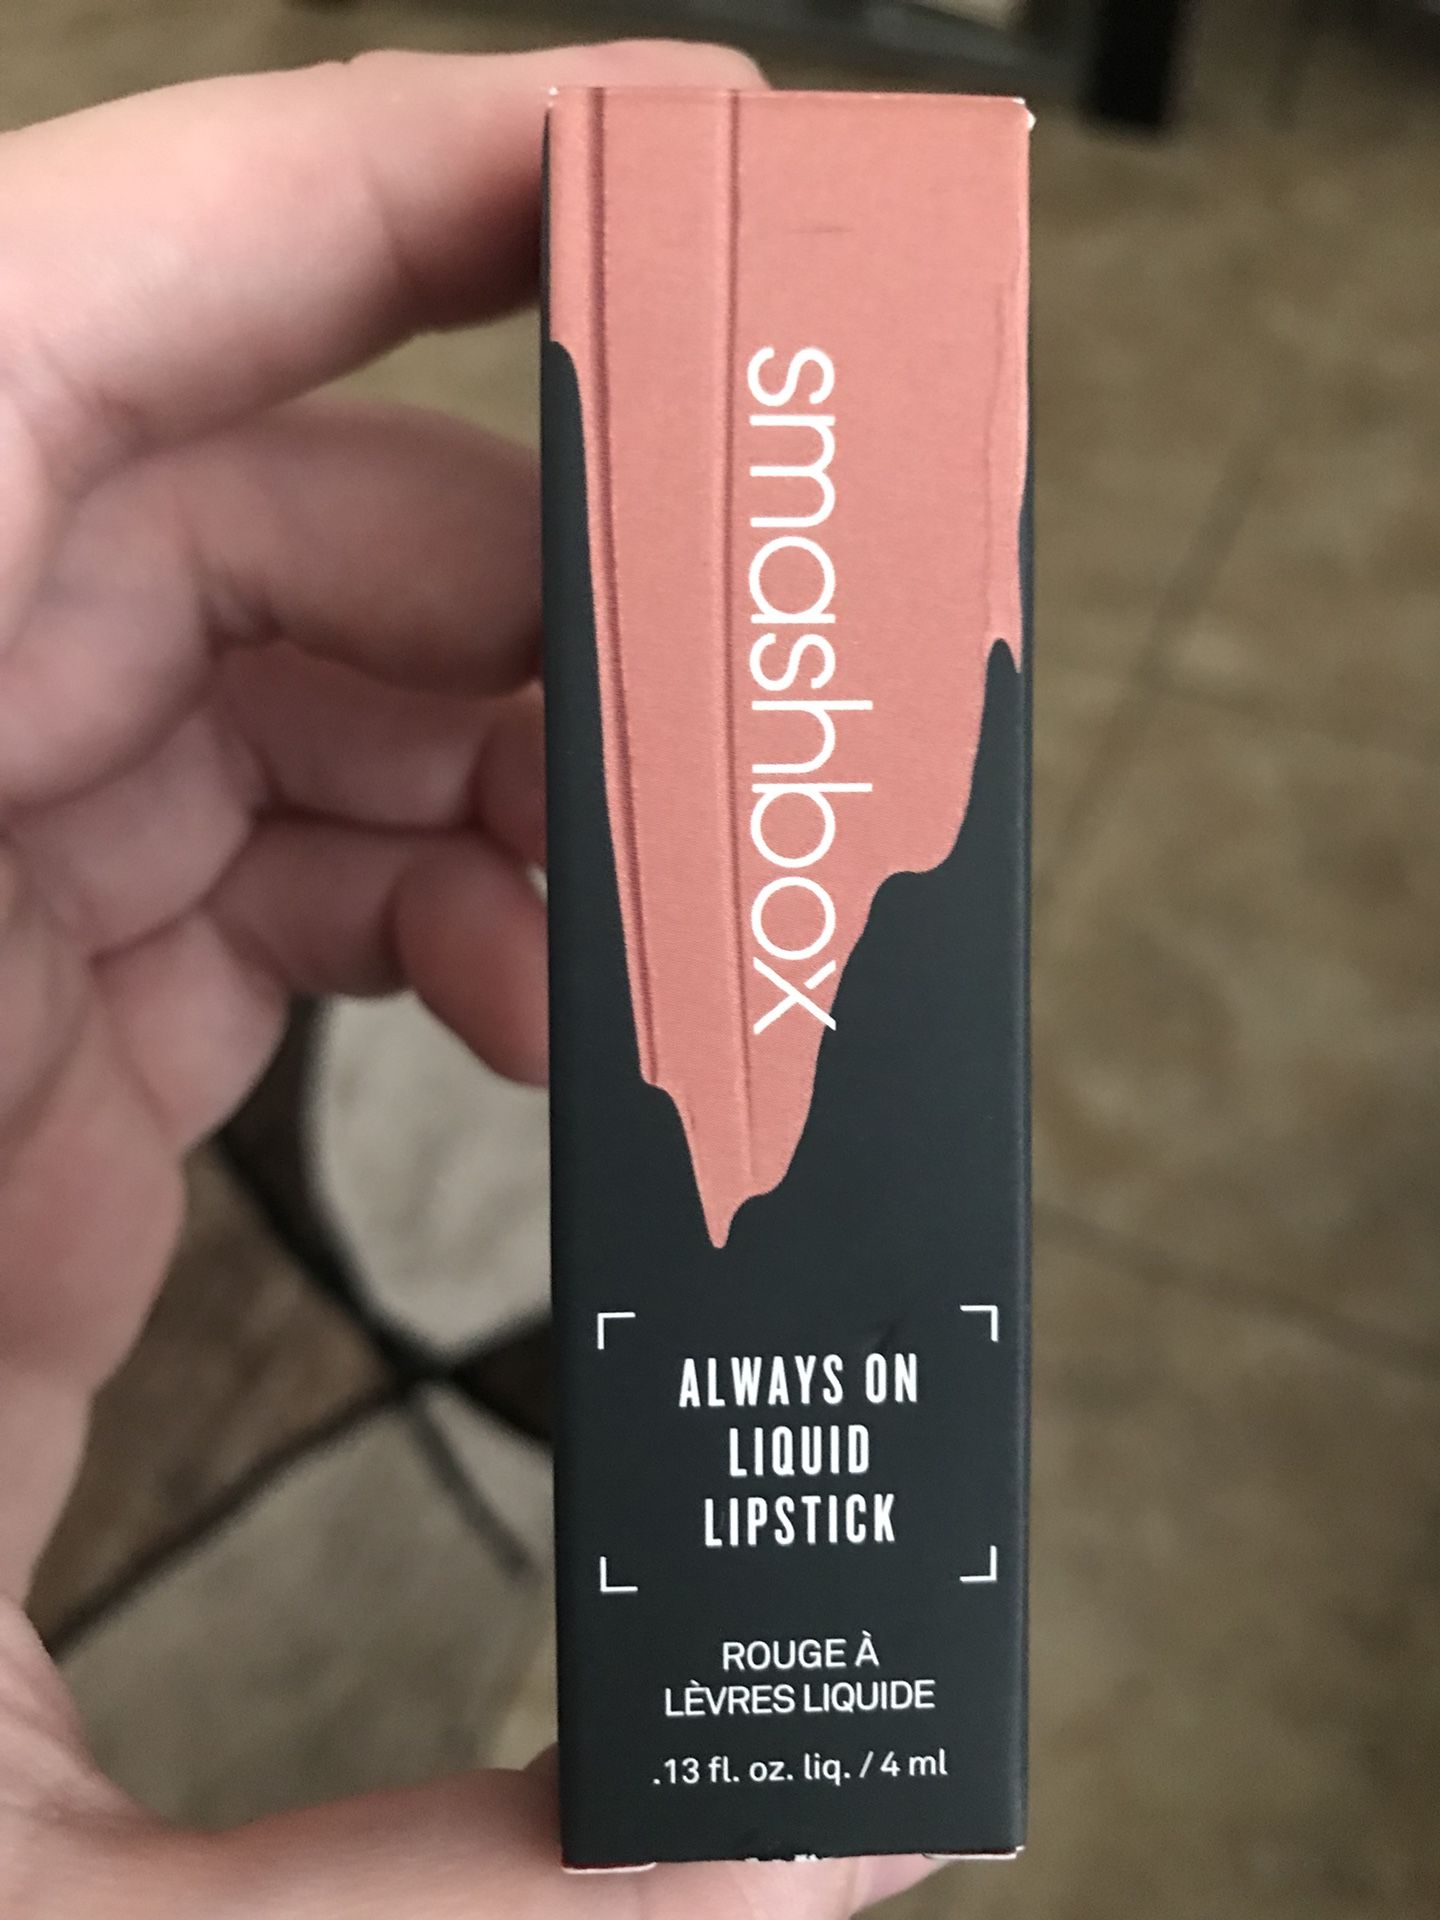 smashbox
ALWAYS ON
LIQUID
LIPSTICK
ROUGE À
LÈVRES LIQUIDE
.13 fl. oz. liq. / 4 ml